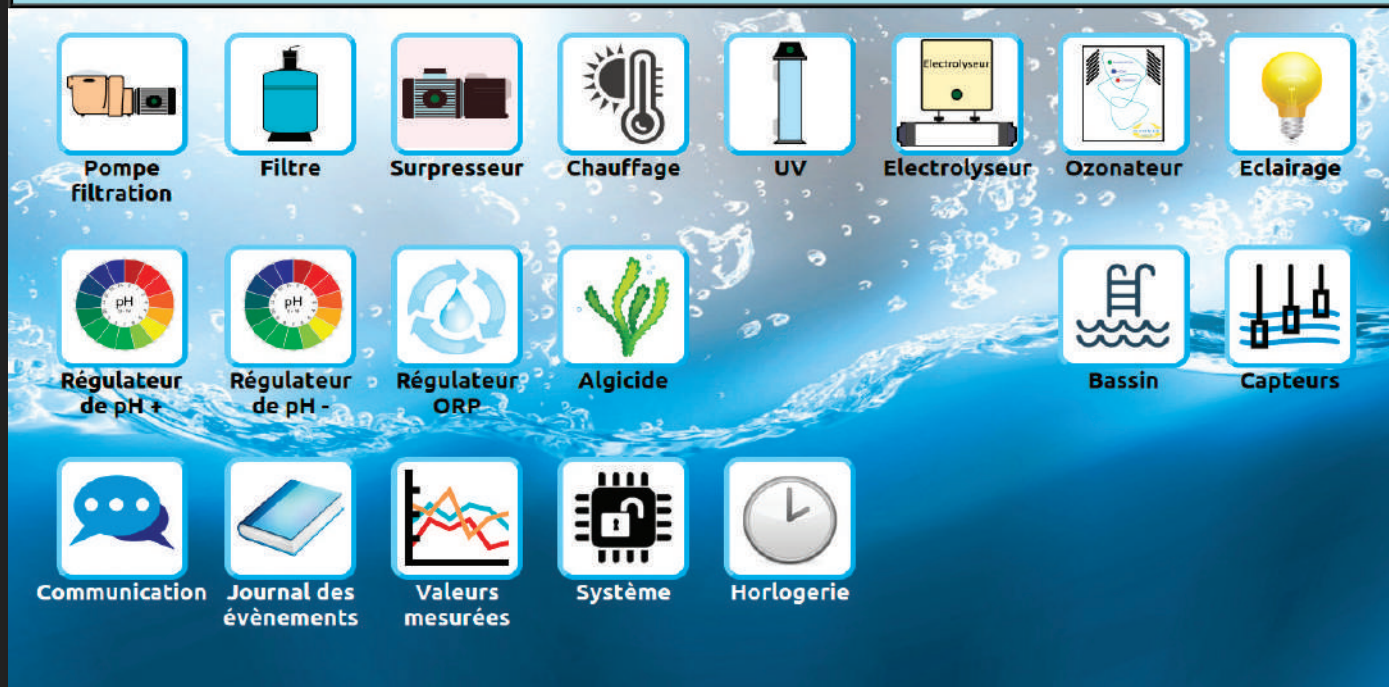 Electrolyseur
Pompe
filtration
Filtre
Surpresseur
Chauffage
UV
Electrolyseur
Ozonateur
Eclairage
pH
pH
Régulateur
de pH +
Régulateur
de pH -
Régulateur
ORP
Algicide
Bassin
Capteurs
Communication
Journal des
évènements
Valeurs
mesurées
Système
Horlogerie